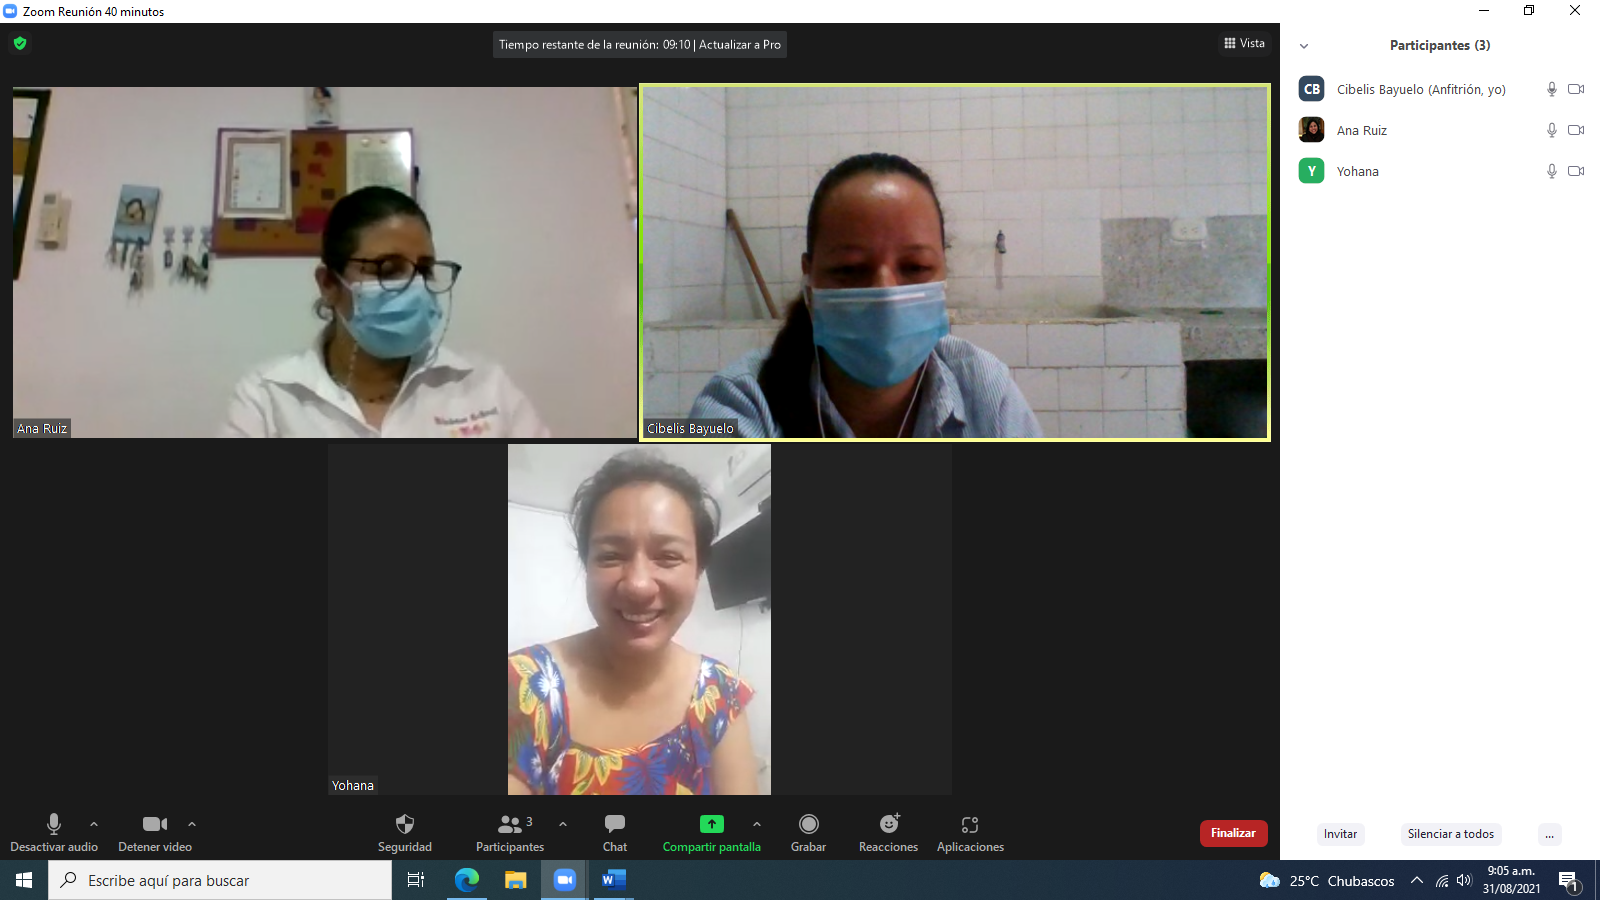 Zoom Reunión 40 minutos
Tiempo restante de la reunión: 09:10 | Actualizar a Pro
Vista
Participantes (3)
CB Cibelis Bayuelo (Anfitrión, yo)
Ana Ruiz
Y Yohana
Ana Ruiz
Cibelis Bayuelo
Yohana
Desactivar audio
Detener video
Seguridad
3
Participantes
Chat
Compartir pantalla
Grabar
Reacciones
Aplicaciones
Finalizar
Invitar
Silenciar a todos
...
Escribe aquí para buscar
W
25°C Chubascos
9:05 a.m.
31/08/2021
1